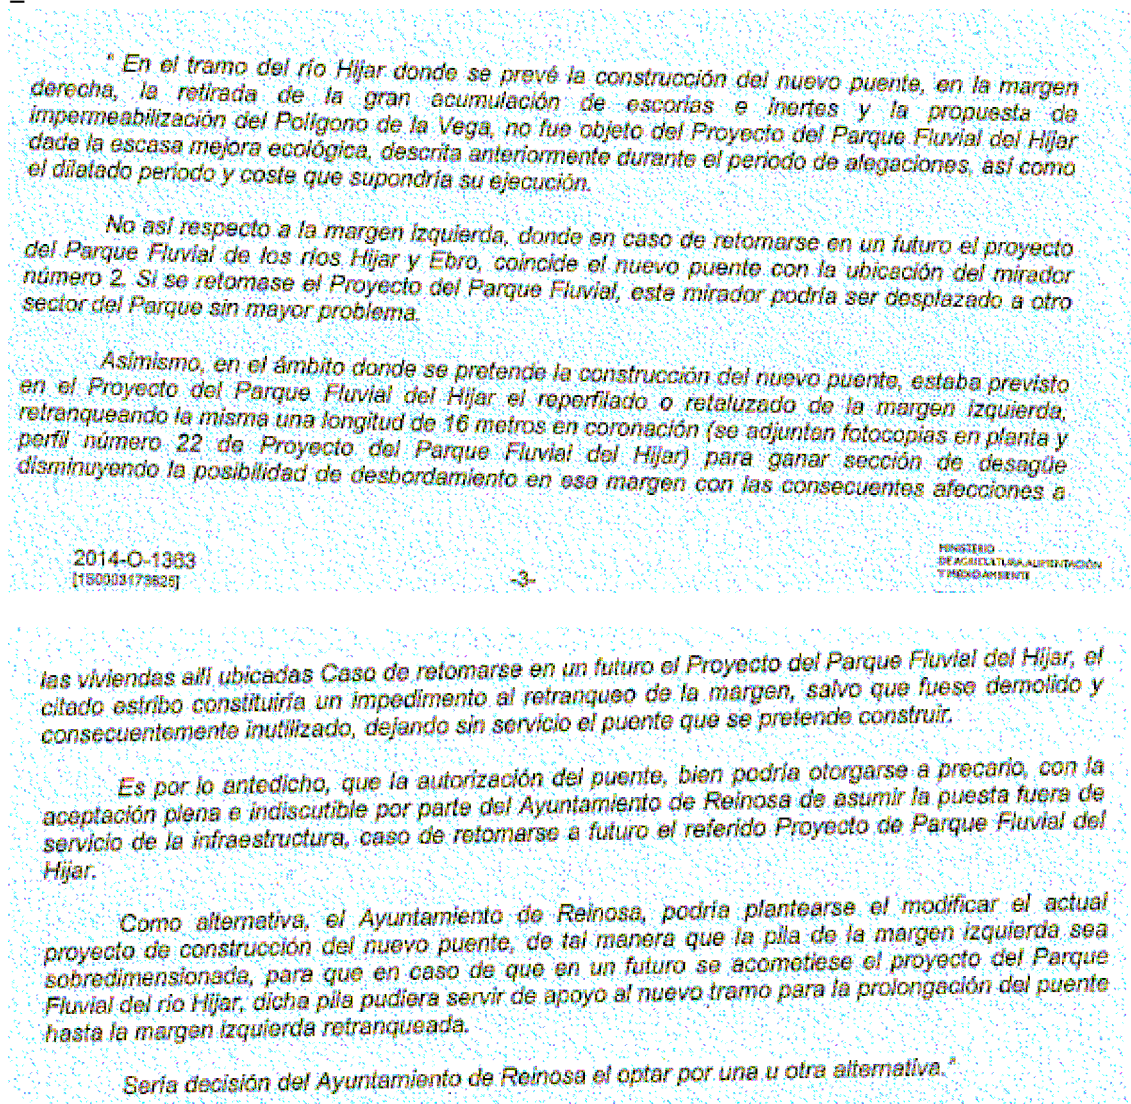 " En el tramo del río Hijar donde se prevé la construcción del nuevo puente, en la margen
derecha, la retirada de la gran acumulación de escorias e inertes y la propuesta de
impermeabilización del Polígono de la Vega, no fue objeto del Proyecto del Parque Fluvial del Hijar
dada la escasa mejora ecológica, descrita anteriormente durante el periodo de alegaciones, así como
el dilatado periodo y coste que supondría su ejecución.
No así respecto a la margen izquierda, donde en caso de retomarse en un futuro el proyecto
del Parque Fluvial de los ríos Hijar y Ebro, coincide el nuevo puente con la ubicación del mirador
número 2. Si se retomase el Proyecto del Parque Fluvial, este mirador podría ser desplazado a otro
sector del Parque sin mayor problema.
Asimismo, en el ámbito donde se pretende la construcción del nuevo puente, estaba previsto
en el Proyecto del Parque Fluvial del Hijar el reperfilado o retaluzado de la margen izquierda,
retranqueando la misma una longitud de 16 metros en coronación (se adjuntan fotocopias en planta y
perfil número 22 de Proyecto del Parque Fluvial del Hijar) para ganar sección de desagüe
disminuyendo la posibilidad de desbordamiento en esa margen con las consecuentes afecciones a
2014-O-1363
-3-
MINISTERIO
DE AGRICULTURA, ALIMENTACIÓN
Y MEDIO AMBIENTE
las viviendas allí ubicadas Caso de retomarse en un futuro el Proyecto del Parque Fluvial del Hijar, el
citado estribo constituiría un impedimento al retranqueo de la margen, salvo que fuese demolido y
consecuentemente inutilizado, dejando sin servicio el puente que se pretende construir.
Es por lo antedicho, que la autorización del puente, bien podría otorgarse a precario, con la
aceptación plena e indiscutible por parte del Ayuntamiento de Reinosa de asumir la puesta fuera de
servicio de la infraestructura, caso de retomarse a futuro el referido Proyecto de Parque Fluvial del
Hijar.
Como alternativa, el Ayuntamiento de Reinosa, podría plantearse el modificar el actual
proyecto de construcción del nuevo puente, de tal manera que la pila de la margen izquierda sea
sobredimensionada, para que en caso de que en un futuro se acometiese el proyecto del Parque
Fluvial del río Hijar, dicha pila pudiera servir de apoyo al nuevo tramo para la prolongación del puente
hasta la margen izquierda retranqueada.
Sería decisión del Ayuntamiento de Reinosa el optar por una u otra alternativa."